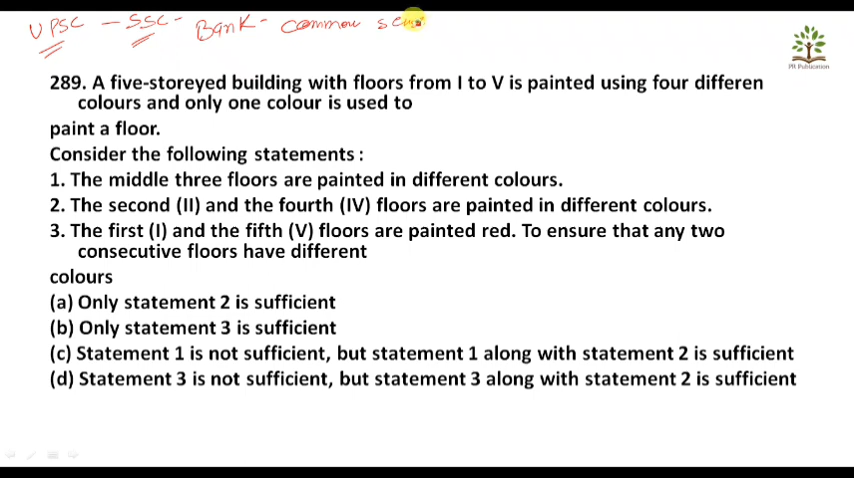 UPSC - SSC - Bank - common
PR Publication
289. A five-storeyed building with floors from I to V is painted using four differen
colours and only one colour is used to
paint a floor.
Consider the following statements :
1. The middle three floors are painted in different colours.
2. The second (II) and the fourth (IV) floors are painted in different colours.
3. The first (I) and the fifth (V) floors are painted red. To ensure that any two
consecutive floors have different
colours
(a) Only statement 2 is sufficient
(b) Only statement 3 is sufficient
(c) Statement 1 is not sufficient, but statement 1 along with statement 2 is sufficient
(d) Statement 3 is not sufficient, but statement 3 along with statement 2 is sufficient